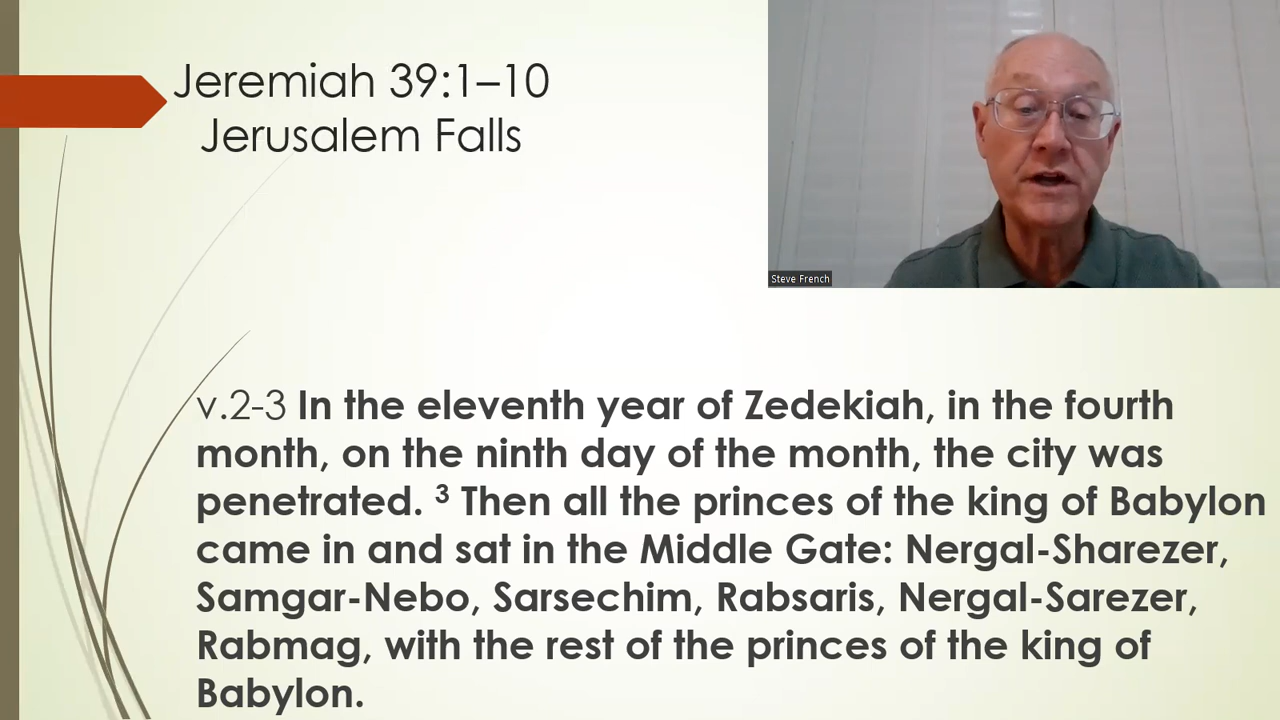 Jeremiah 39:1–10
Jerusalem Falls
Steve French
v.2-3 In the eleventh year of Zedekiah, in the fourth
month, on the ninth day of the month, the city was
penetrated. ³ Then all the princes of the king of Babylon
came in and sat in the Middle Gate: Nergal-Sharezer,
Samgar-Nebo, Sarsechim, Rabsaris, Nergal-Sarezer,
Rabmag, with the rest of the princes of the king of
Babylon.